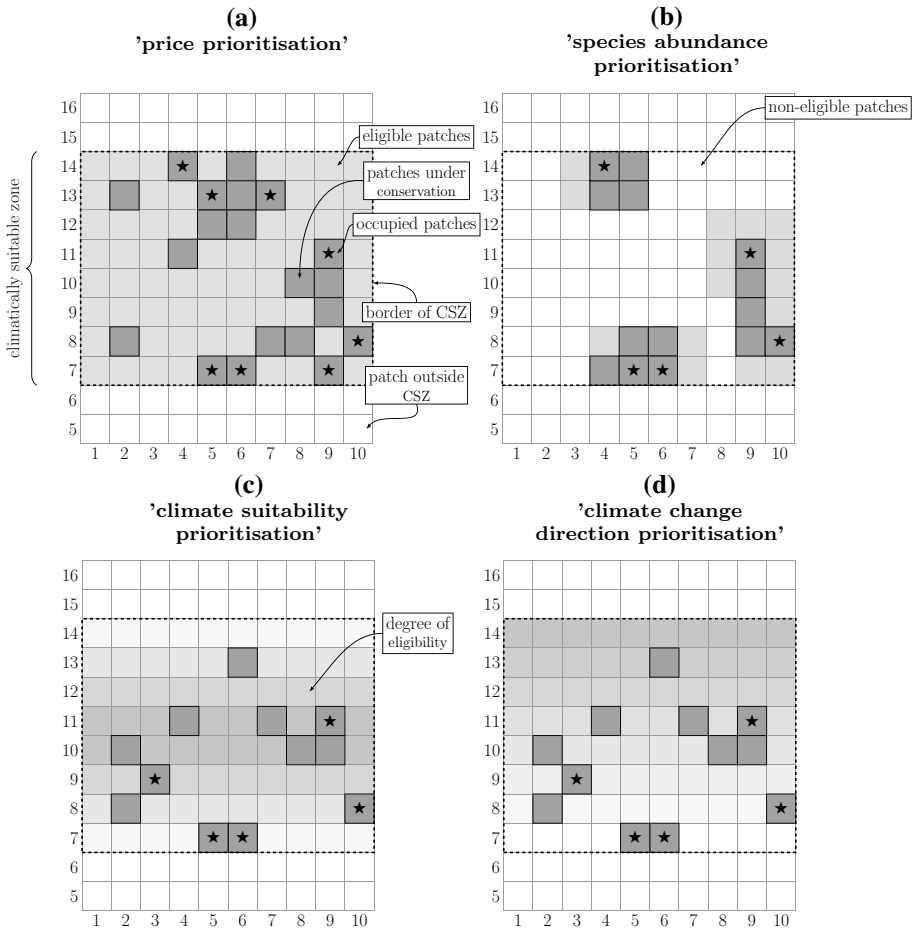 (a)
'price prioritisation'
16
15
14
13
12
11
10
9
8
7
6
5
1 2 3 4 5 6 7 8 9 10
climatically suitable zone
eligible patches
patches under
conservation
occupied patches
border of CSZ
patch outside
CSZ
(b)
'species abundance
prioritisation'
16
15
14
13
12
11
10
9
8
7
6
5
1 2 3 4 5 6 7 8 9 10
non-eligible patches
(c)
'climate suitability
prioritisation'
16
15
14
13
12
11
10
9
8
7
6
5
1 2 3 4 5 6 7 8 9 10
degree of
eligibility
(d)
'climate change
direction prioritisation'
16
15
14
13
12
11
10
9
8
7
6
5
1 2 3 4 5 6 7 8 9 10